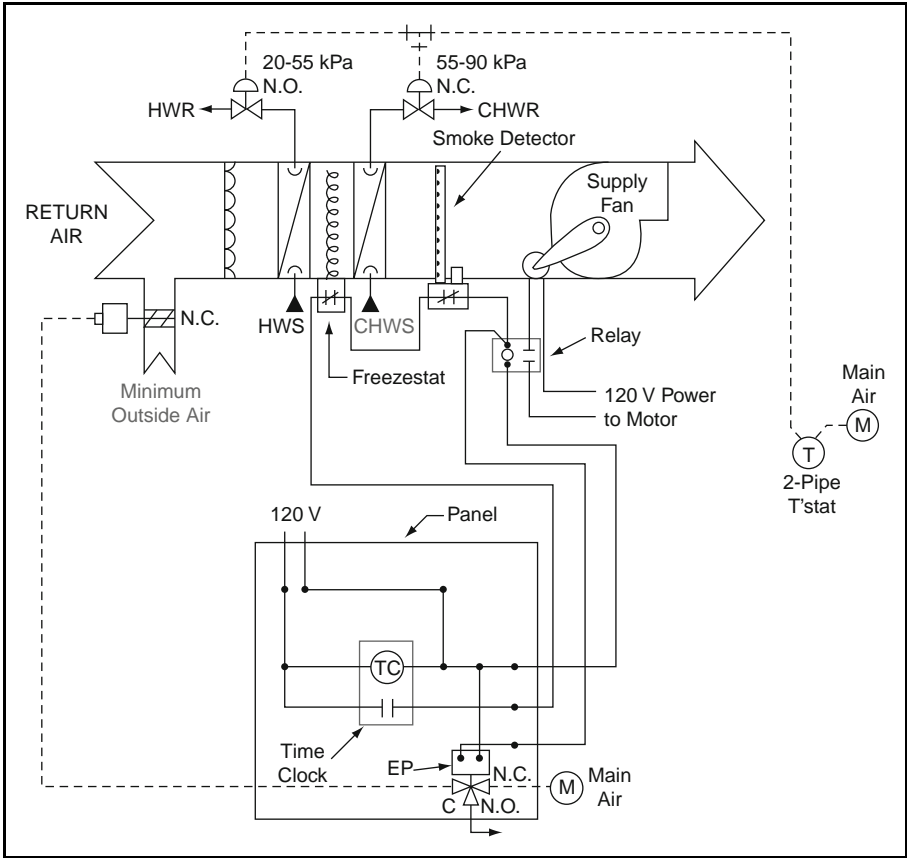 20-55 kPa
N.O.
55-90 kPa
N.C.
HWR
CHWR
Smoke Detector
Supply
Fan
RETURN
AIR
N.C.
HWS
CHWS
Freezestat
Relay
Minimum
Outside Air
120 V Power
to Motor
Main
Air
M
T
2-Pipe
T'stat
120 V
Panel
TC
Time
Clock
EP
N.C.
C
N.O.
M
Main
Air